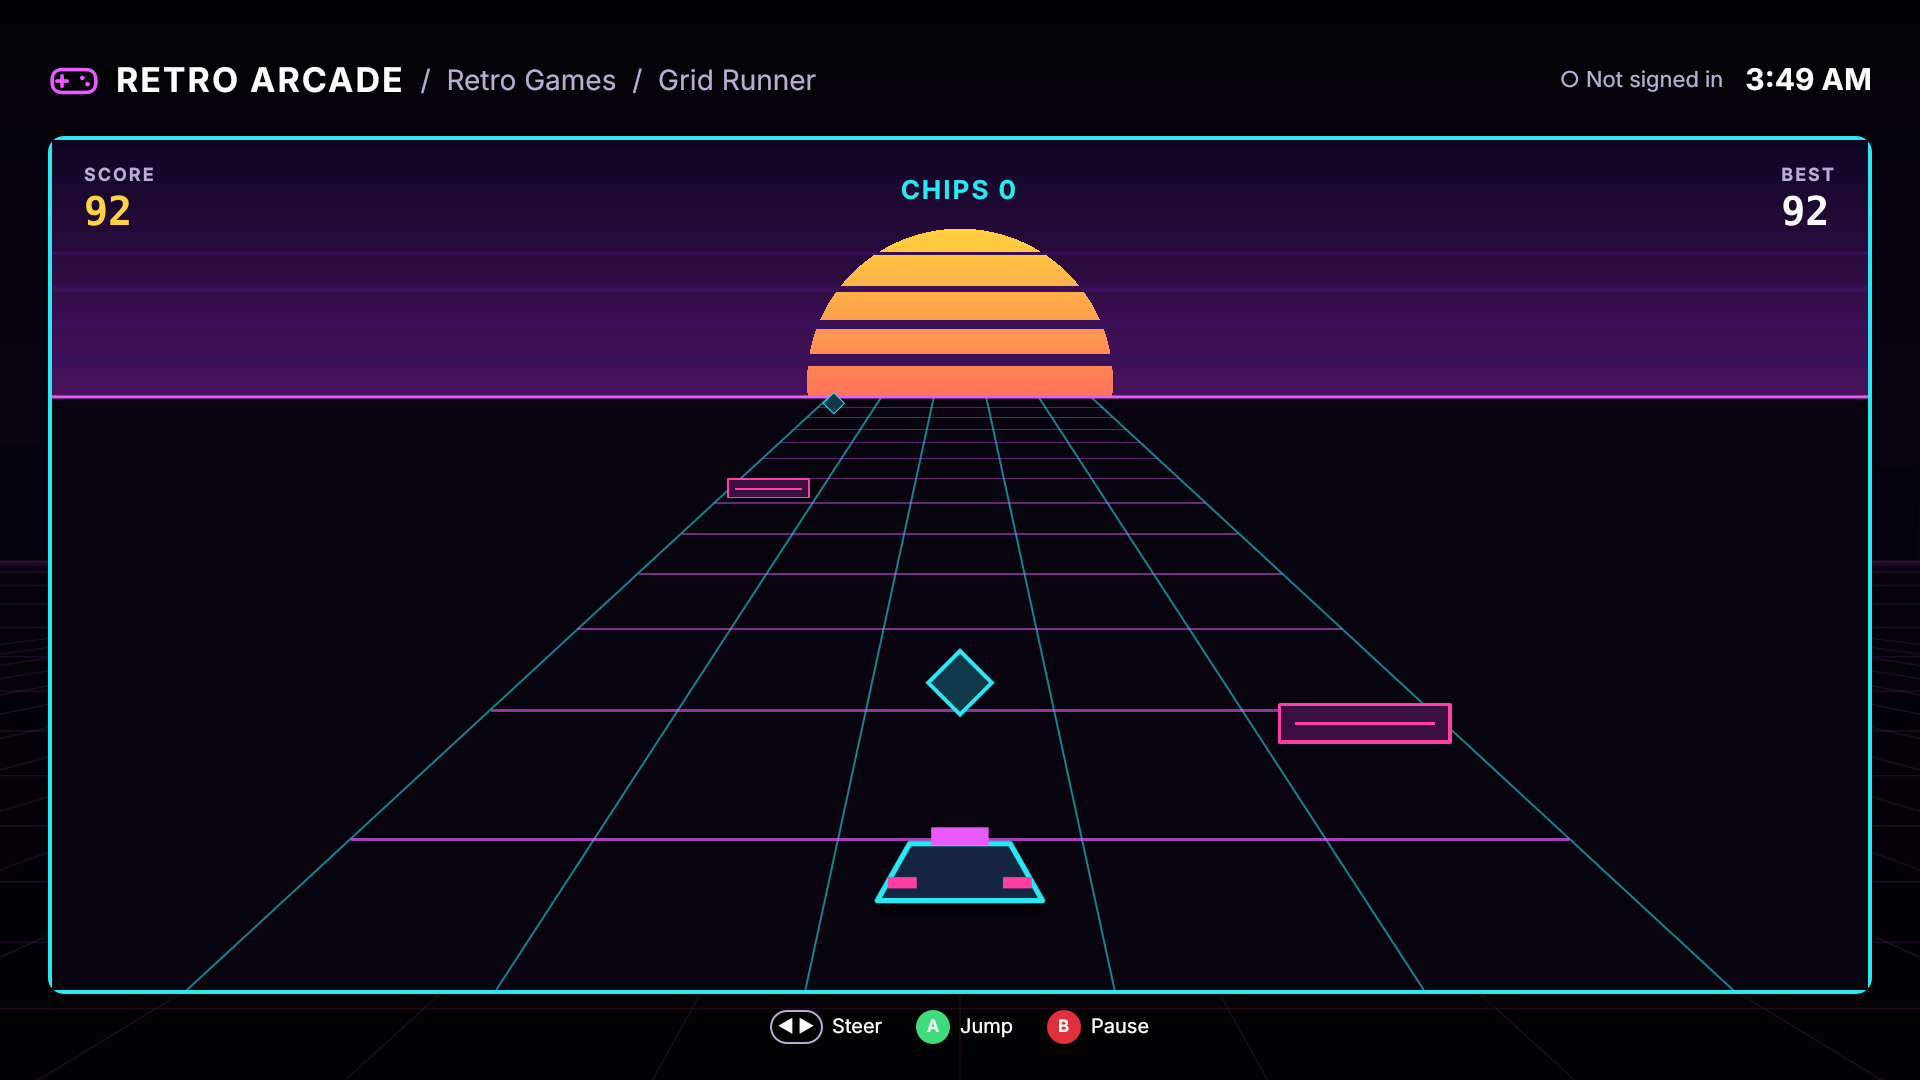 RETRO ARCADE / Retro Games / Grid Runner
Not signed in 3:49 AM
SCORE
92
CHIPS 0
BEST
92
Steer A Jump B Pause